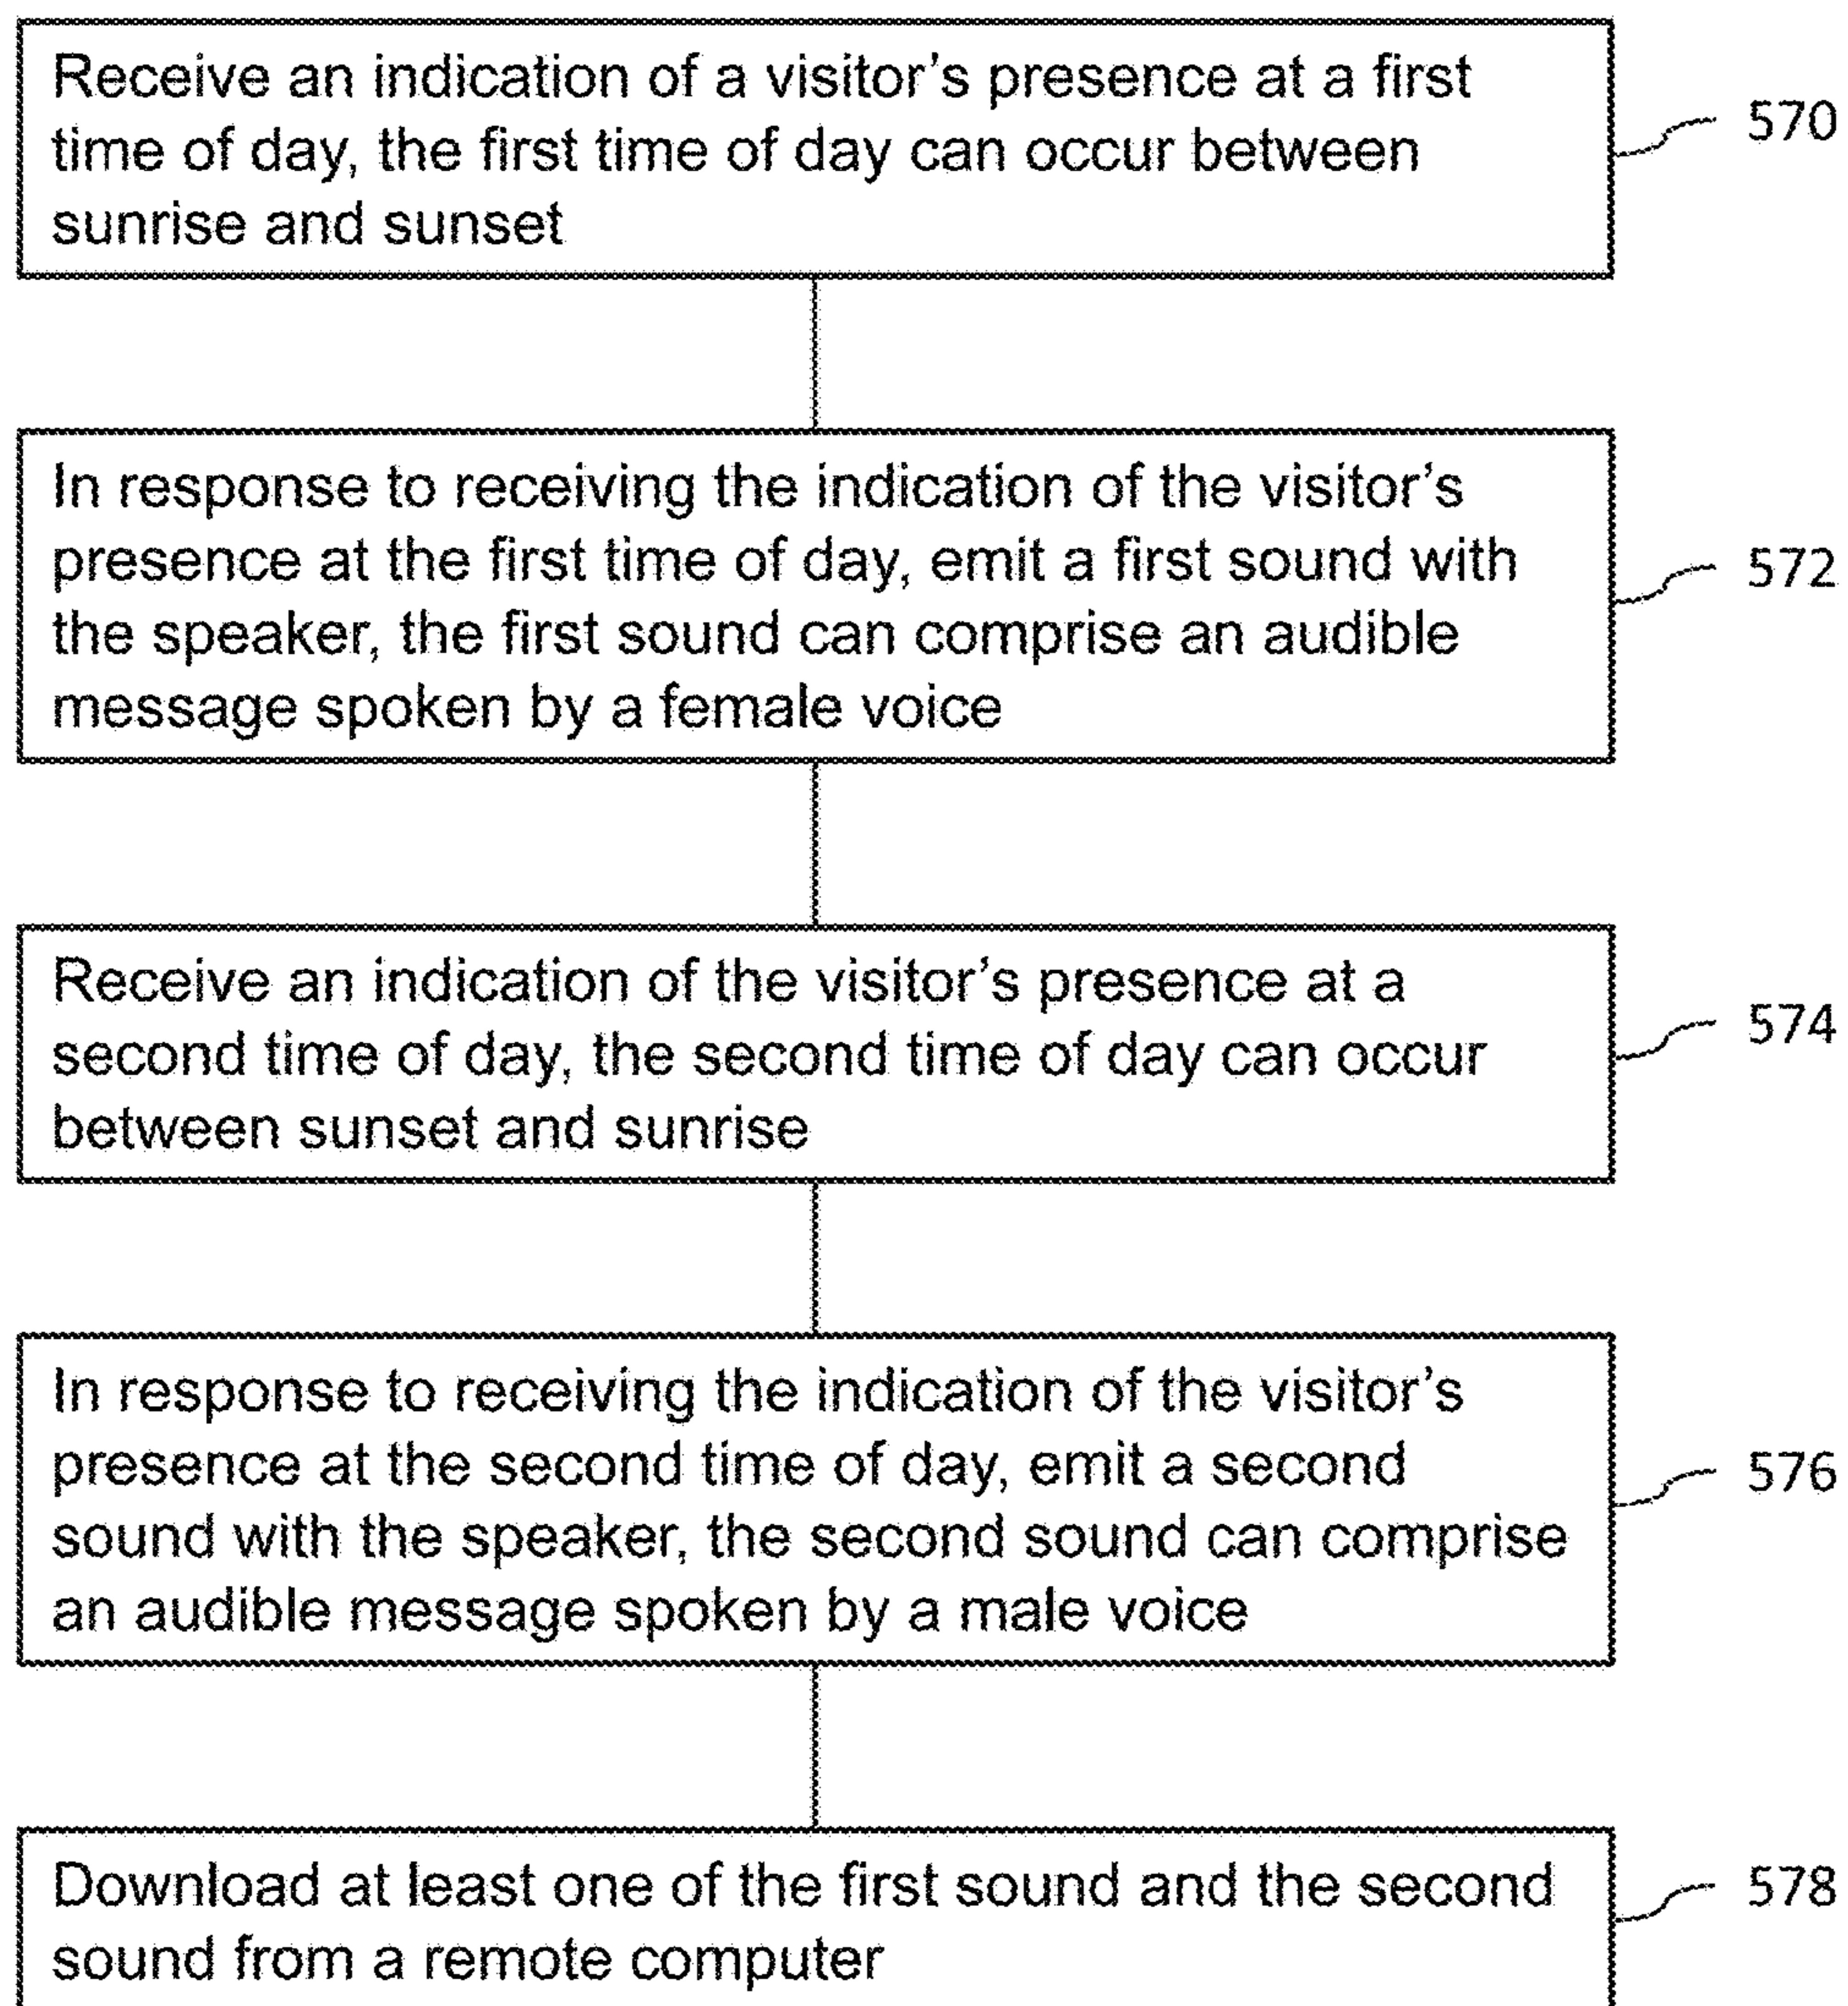 Receive an indication of a visitor's presence at a first
time of day, the first time of day can occur between
sunrise and sunset
570
In response to receiving the indication of the visitor's
presence at the first time of day, emit a first sound with
the speaker, the first sound can comprise an audible
message spoken by a female voice
572
Receive an indication of the visitor's presence at a
second time of day, the second time of day can occur
between sunset and sunrise
574
In response to receiving the indication of the visitor's
presence at the second time of day, emit a second
sound with the speaker, the second sound can comprise
an audible message spoken by a male voice
576
Download at least one of the first sound and the second
sound from a remote computer
578